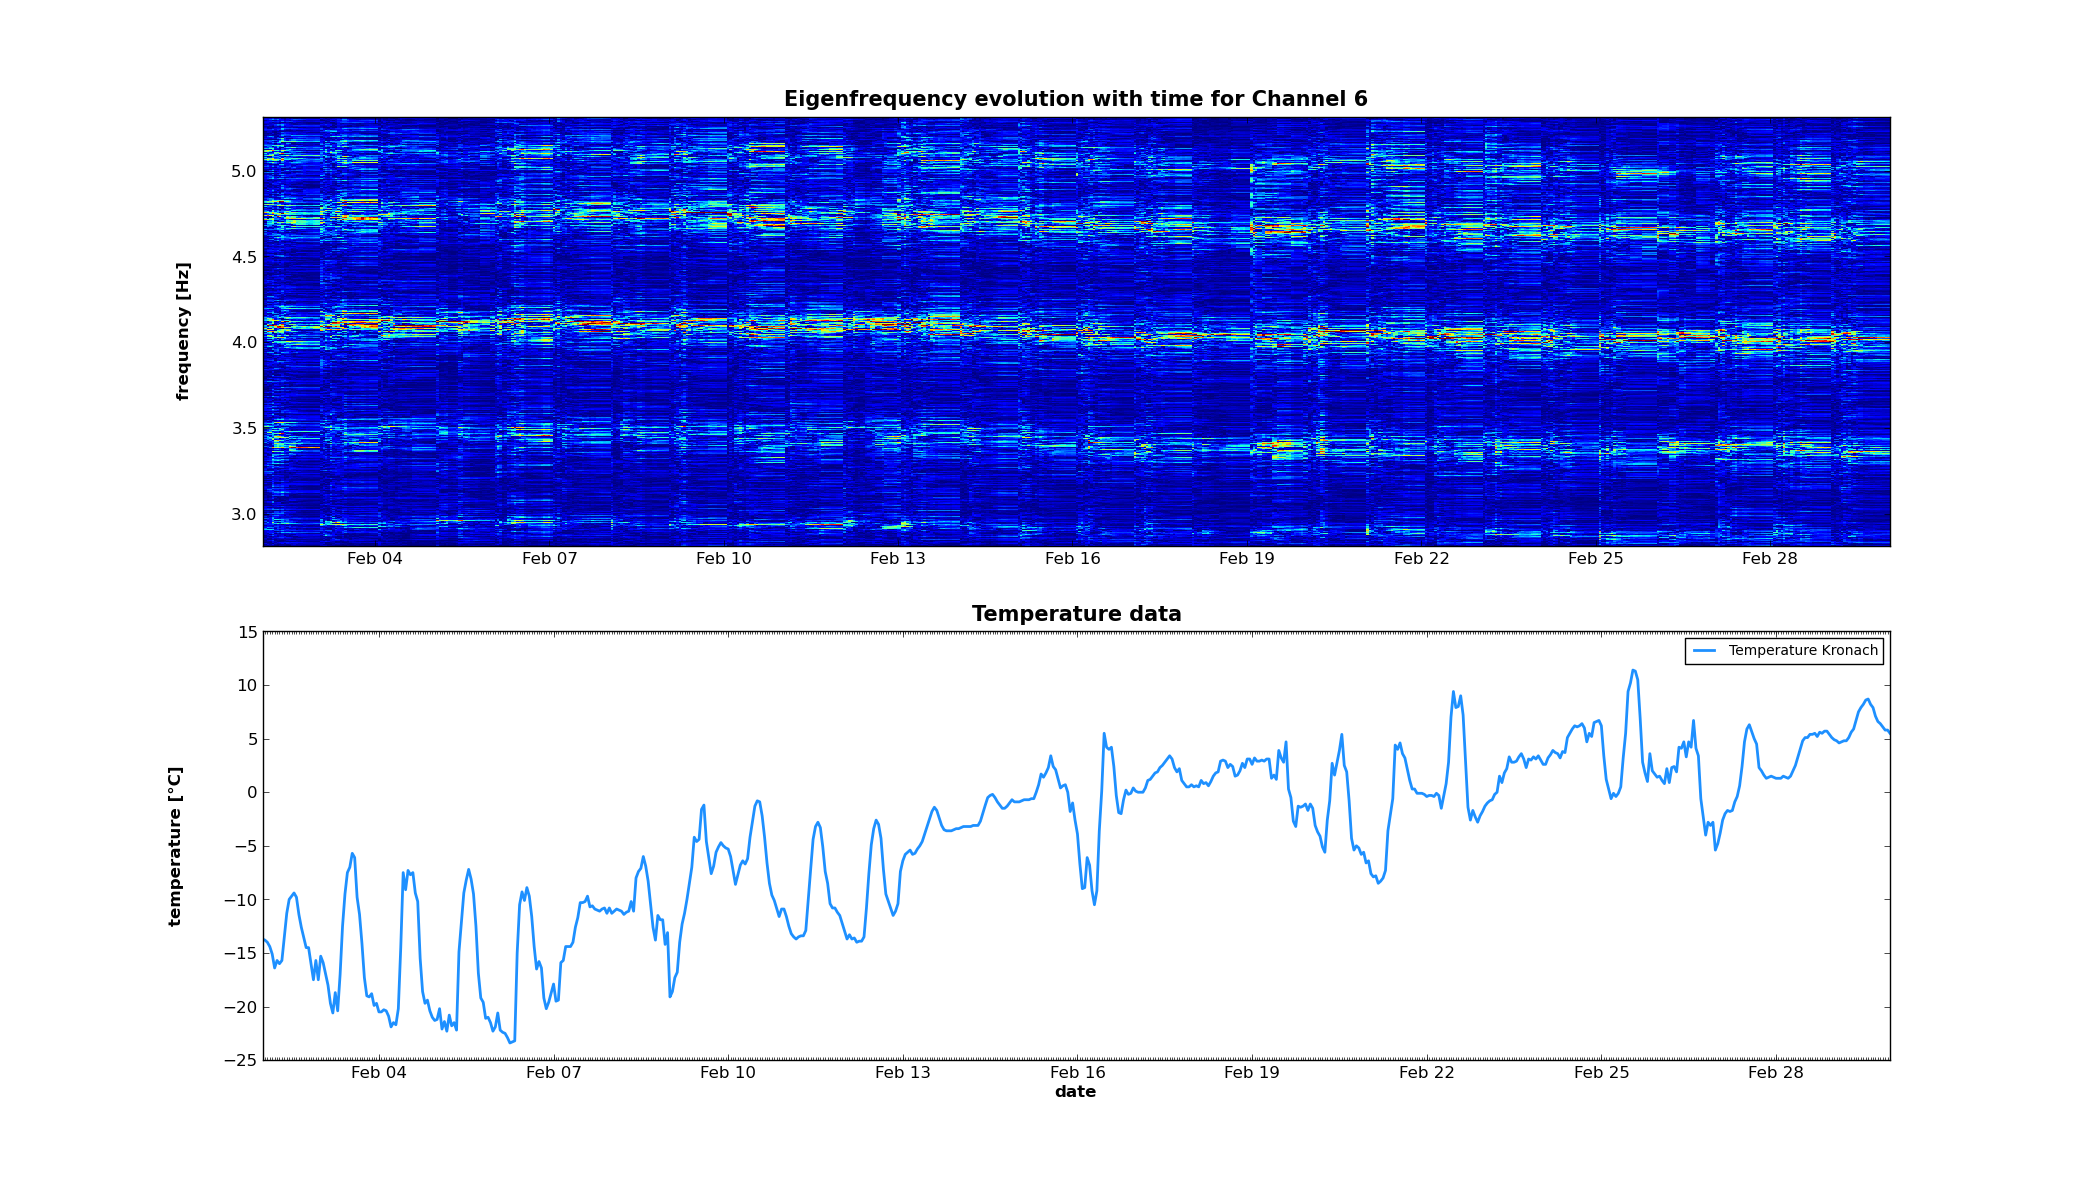 Eigenfrequency evolution with time for Channel 6
frequency [Hz]
5.0
4.5
4.0
3.5
3.0
Feb 04 Feb 07 Feb 10 Feb 13 Feb 16 Feb 19 Feb 22 Feb 25 Feb 28
Temperature data
temperature [°C]
15
10
5
0
−5
−10
−15
−20
−25
Temperature Kronach
Feb 04 Feb 07 Feb 10 Feb 13 Feb 16 Feb 19 Feb 22 Feb 25 Feb 28
date